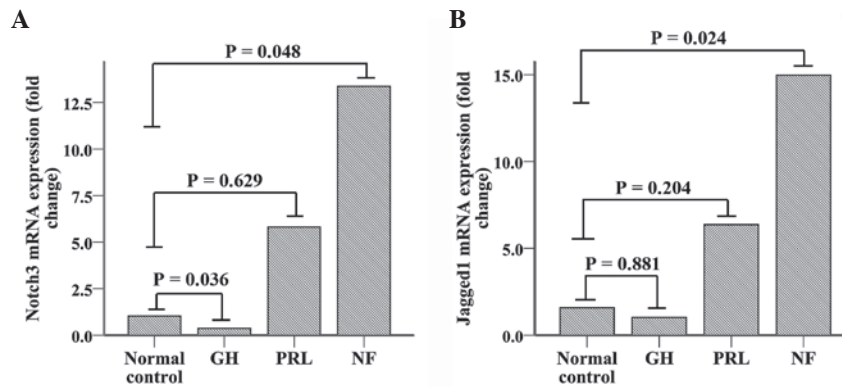 A
Notch3 mRNA expression (fold
change)
12.5
10.0
7.5
5.0
2.5
0.0
P = 0.048
P = 0.629
P = 0.036
Normal
control
GH
PRL
NF
B
Jagged1 mRNA expression (fold
change)
15.0
10.0
5.0
0.0
P = 0.024
P = 0.204
P = 0.881
Normal
control
GH
PRL
NF